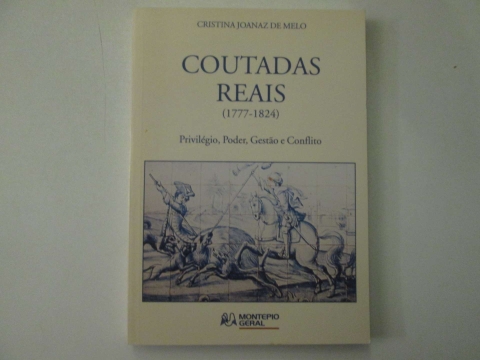 CRISTINA JOANAZ DE MELO
COUTADAS
REAIS
(1777-1824)
Privilégio, Poder, Gestão e Conflito
MONTEPIO
GERAL